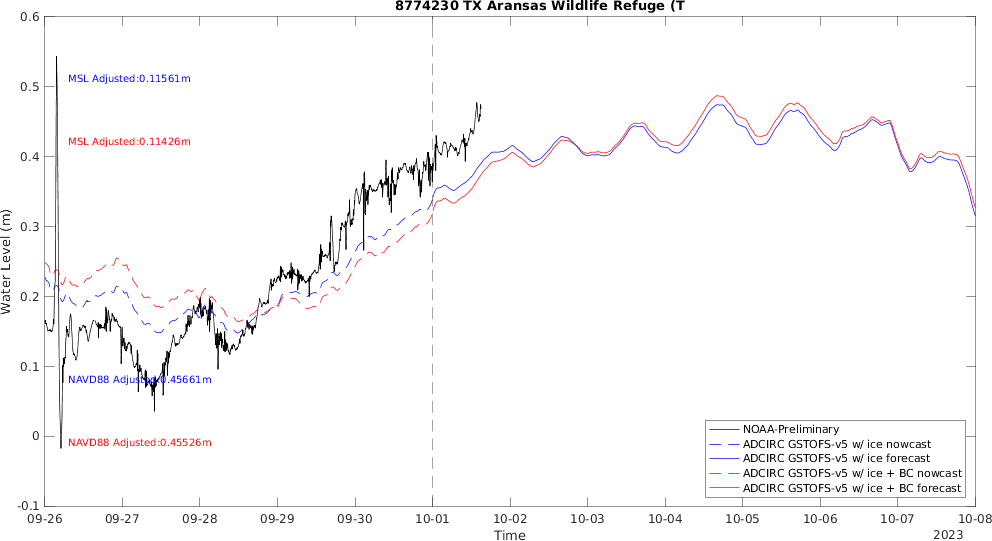 8774230 TX Aransas Wildlife Refuge (T
0.6
0.5
0.4
0.3
0.2
0.1
0
-0.1
Water Level (m)
MSL Adjusted:0.11561m
MSL Adjusted:0.11426m
NAVD88 Adjusted:0.45661m
NAVD88 Adjusted:0.45526m
NOAA-Preliminary
ADCIRC GSTOFS-v5 w/ ice nowcast
ADCIRC GSTOFS-v5 w/ ice forecast
ADCIRC GSTOFS-v5 w/ ice + BC nowcast
ADCIRC GSTOFS-v5 w/ ice + BC forecast
09-26 09-27 09-28 09-29 09-30 10-01 10-02 10-03 10-04 10-05 10-06 10-07 10-08
Time
2023